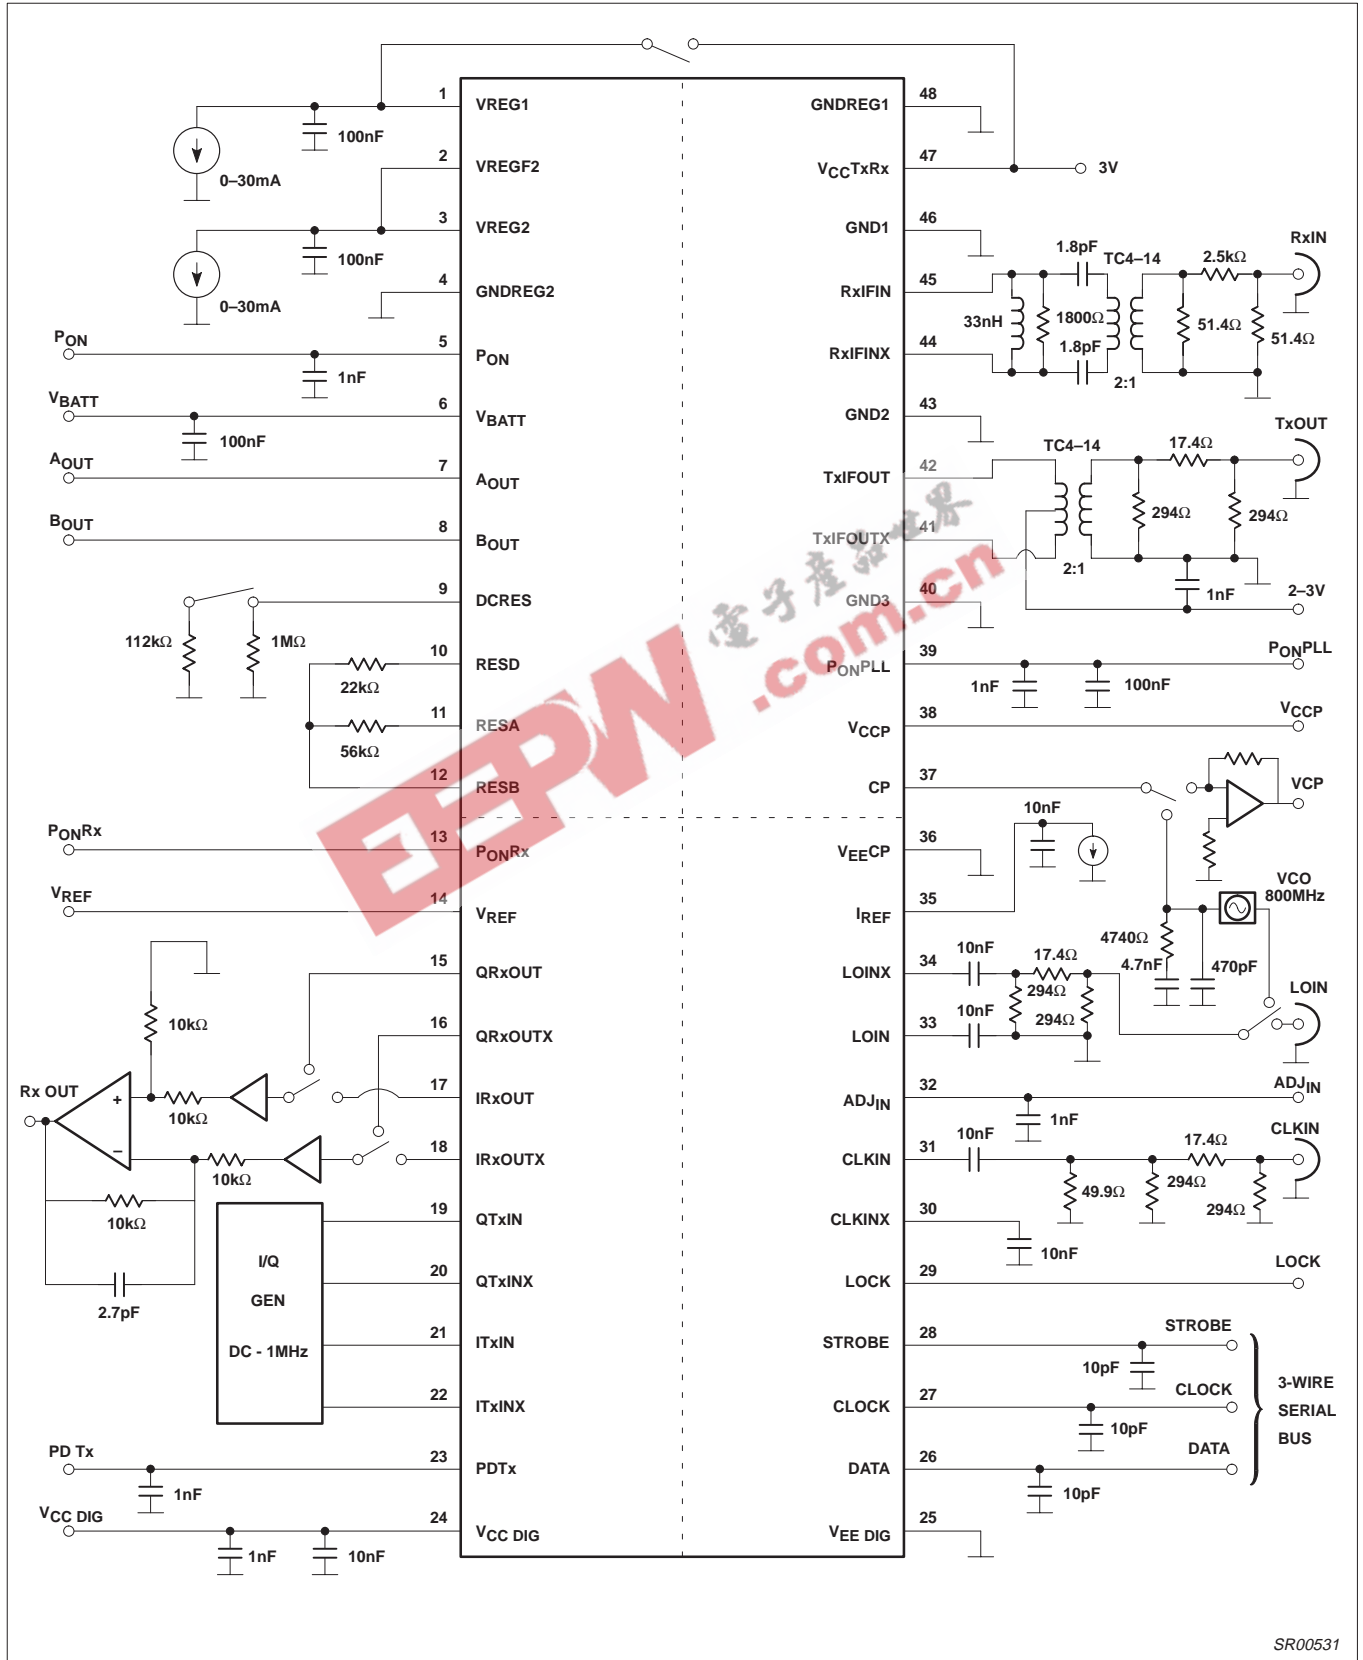 1 VREG1
100nF
0–30mA
2 VREGF2
3 VREG2
100nF
0–30mA
4 GNDREG2
PON
5 PON
1nF
VBATT
6 VBATT
100nF
AOUT
7 AOUT
BOUT
8 BOUT
9 DCRES
112kΩ
1MΩ
10 RESD
22kΩ
11 RESA
56kΩ
12 RESB
PONRx
13 PONRx
VREF
14 VREF
15 QRxOUT
10kΩ
16 QRxOUTX
Rx OUT
+
–
10kΩ
17 IRxOUT
10kΩ
18 IRxOUTX
10kΩ
2.7pF
19 QTxIN
I/Q
GEN
DC - 1MHz
20 QTxINX
21 ITxIN
22 ITxINX
PD Tx
23 PDTx
1nF
VCC DIG
24 VCC DIG
1nF
10nF
GNDREG1 48
VCCTxRx 47
3V
GND1 46
RxIFIN 45
1.8pF
TC4–14
2.5kΩ
RxIN
33nH
1800Ω
51.4Ω
51.4Ω
RxIFINX 44
1.8pF
2:1
GND2 43
TxIFOUT 42
TC4–14
17.4Ω
TxOUT
294Ω
294Ω
TxIFOUTX 41
2:1
1nF
2–3V
GND3 40
PONPLL 39
PONPLL
1nF
100nF
VCCP 38
VCCP
CP 37
VCP
10nF
VEECP 36
IREF 35
VCO
800MHz
4740Ω
4.7nF
470pF
LOINX 34
10nF
17.4Ω
294Ω
294Ω
LOIN
LOIN 33
10nF
ADJIN 32
ADJIN
1nF
CLKIN 31
10nF
17.4Ω
CLKIN
49.9Ω
294Ω
294Ω
CLKINX 30
10nF
LOCK 29
LOCK
STROBE 28
STROBE
10pF
CLOCK 27
CLOCK
10pF
DATA 26
DATA
10pF
3-WIRE
SERIAL
BUS
VEE DIG 25
EEPW
.com.cn
電子產品世界
SR00531